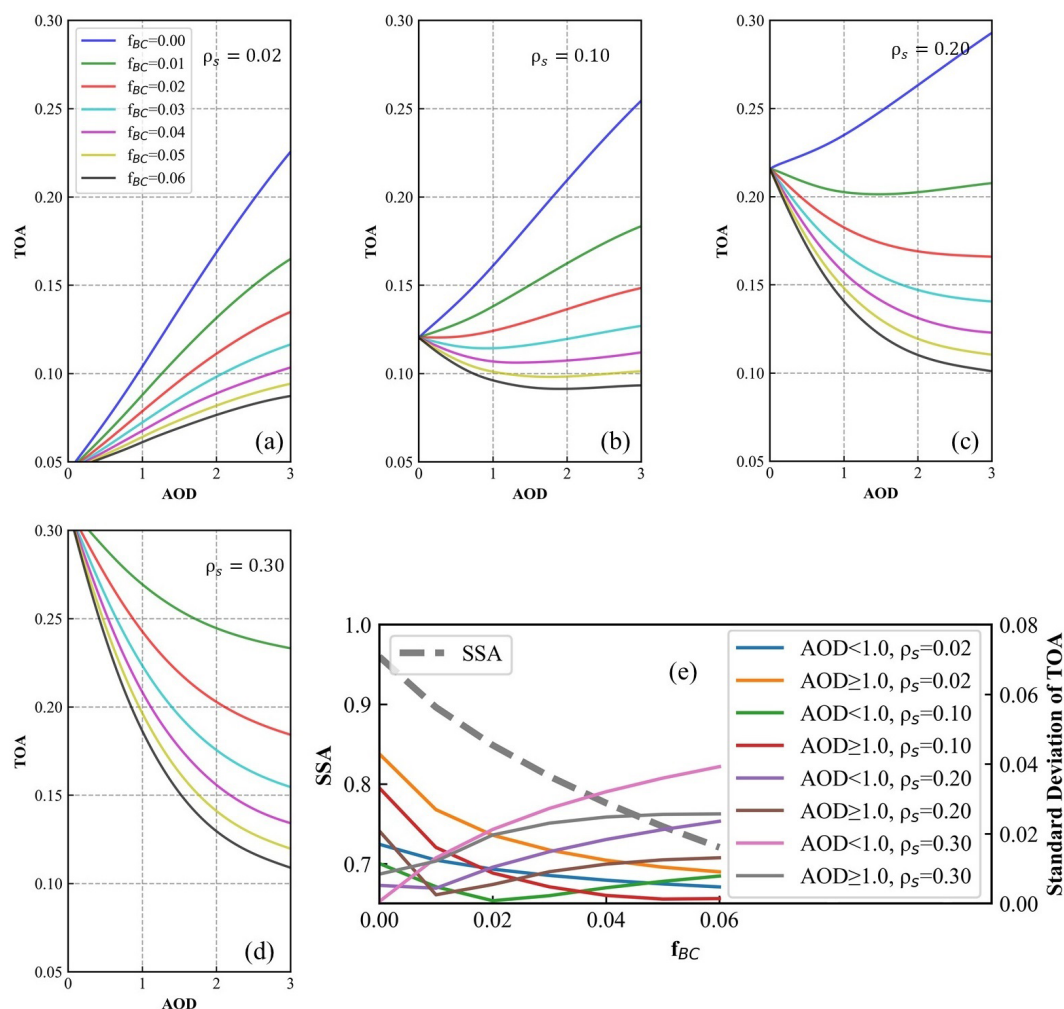 0.30
0.25
0.20
0.15
0.10
0.05
TOA
f_BC=0.00
f_BC=0.01
f_BC=0.02
f_BC=0.03
f_BC=0.04
f_BC=0.05
f_BC=0.06
ρ_s = 0.02
(a)
0 1 2 3
AOD
0.30
0.25
0.20
0.15
0.10
0.05
TOA
ρ_s = 0.10
(b)
0 1 2 3
AOD
0.30
0.25
0.20
0.15
0.10
0.05
TOA
ρ_s = 0.20
(c)
0 1 2 3
AOD
0.30
0.25
0.20
0.15
0.10
0.05
TOA
ρ_s = 0.30
(d)
0 1 2 3
AOD
1.0
0.9
0.8
0.7
SSA
SSA
(e)
AOD<1.0, ρ_s=0.02
AOD≥1.0, ρ_s=0.02
AOD<1.0, ρ_s=0.10
AOD≥1.0, ρ_s=0.10
AOD<1.0, ρ_s=0.20
AOD≥1.0, ρ_s=0.20
AOD<1.0, ρ_s=0.30
AOD≥1.0, ρ_s=0.30
0.08
0.06
0.04
0.02
0.00
Standard Deviation of TOA
0.00 0.02 0.04 0.06
f_BC